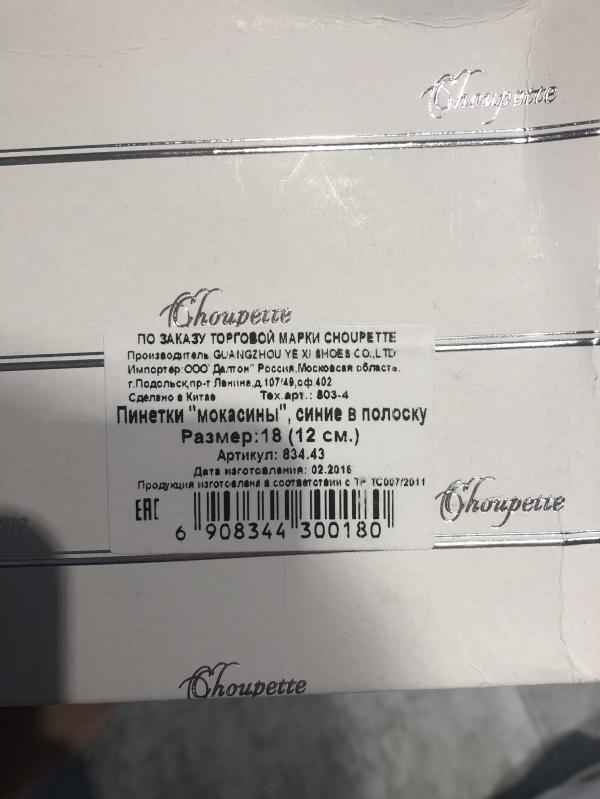 Choupette
Choupette
ПО ЗАКАЗУ ТОРГОВОЙ МАРКИ CHOUPETTE
Производитель GUANGZHOU YE XI SHOES CO.,LTD
Импортер ООО "Далтон" Россия,Московская область,
г.Подольск,пр-т Ленина,д.107/49,оф.402
Сделано в Китае Тех.арт.: 803-4
Пинетки "мокасины", синие в полоску
Размер:18 (12 см.)
Артикул: 834.43
Дата изготовления: 02.2016
Продукция изготовлена в соответствии с ТР ТС007/2011
EAC
6 908344 300180
Choupette
Choupette